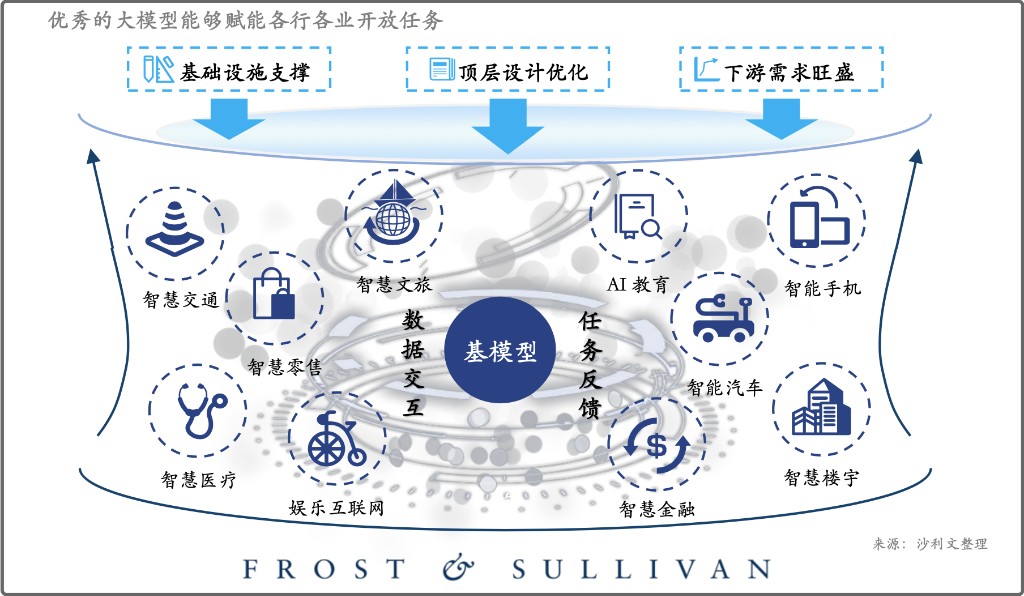 优秀的大模型能够赋能各行各业开放任务
基础设施支撑
顶层设计优化
下游需求旺盛
智慧交通
智慧文旅
AI 教育
智能手机
智慧零售
数据交互
基模型
任务反馈
智能汽车
智慧医疗
娱乐互联网
智慧金融
智慧楼宇
来源：沙利文整理
FROST & SULLIVAN